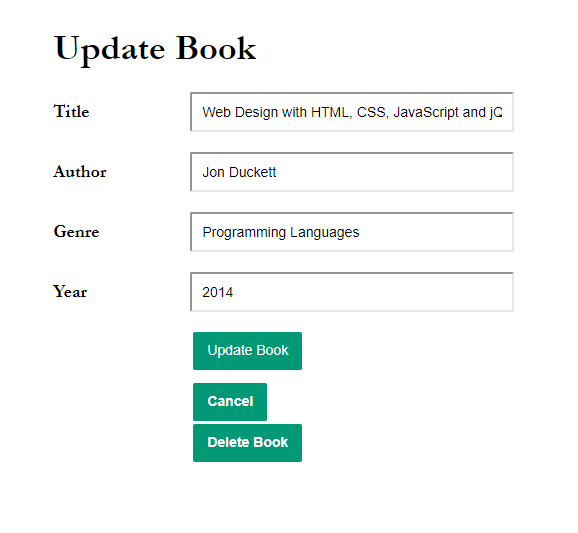 Update Book
Title
Web Design with HTML, CSS, JavaScript and jQ
Author
Jon Duckett
Genre
Programming Languages
Year
2014
Update Book
Cancel
Delete Book